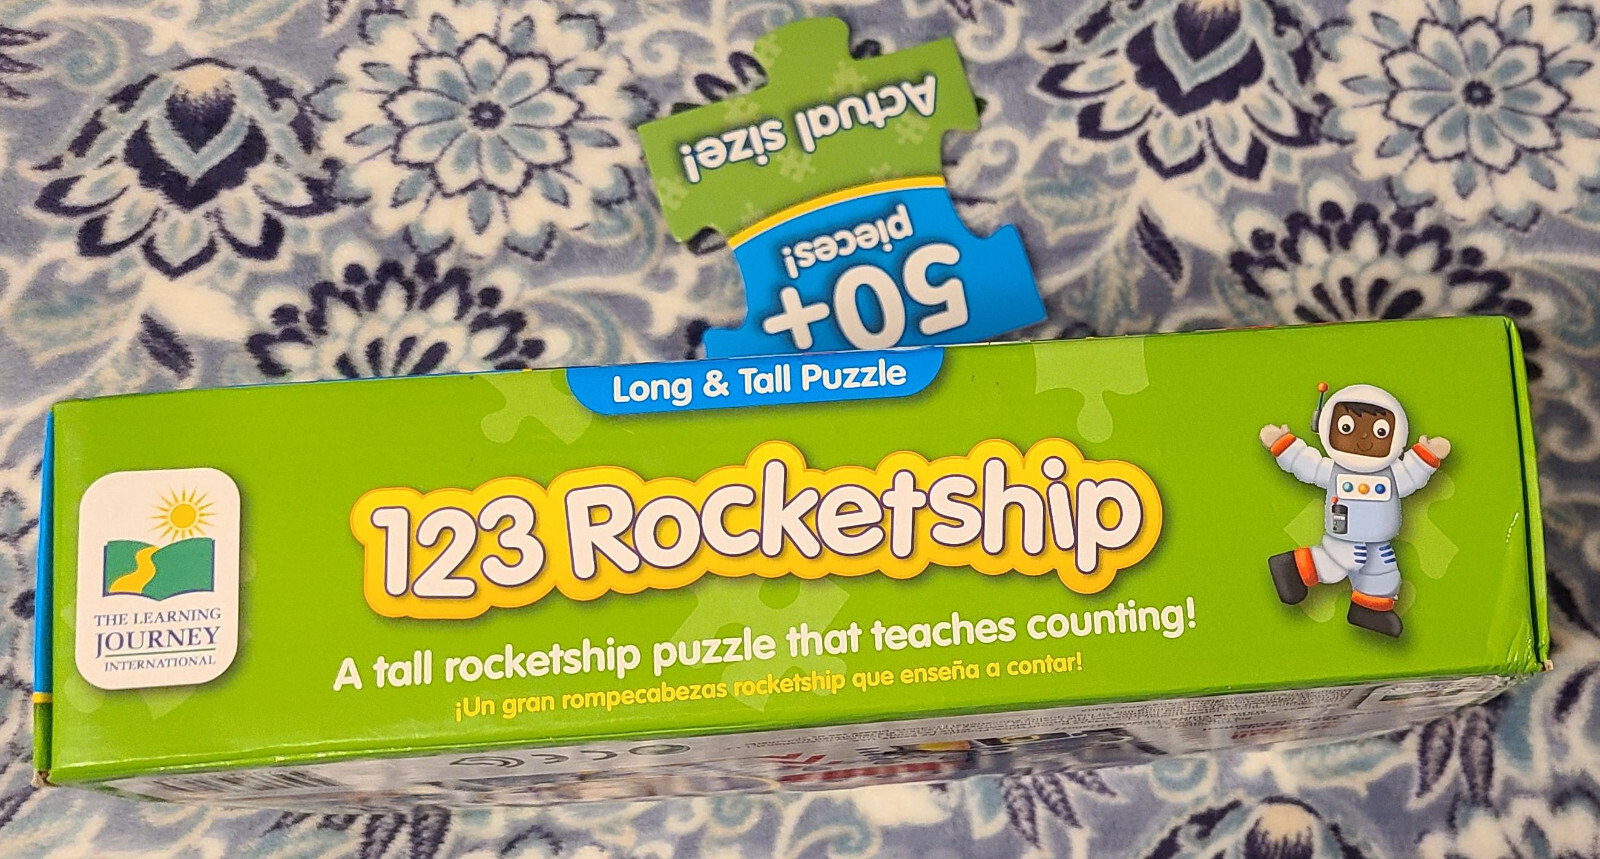 Actual size!
50+
pieces!
Long & Tall Puzzle
123 Rocketship
A tall rocketship puzzle that teaches counting!
¡Un gran rompecabezas rocketship que enseña a contar!
THE LEARNING
JOURNEY
INTERNATIONAL